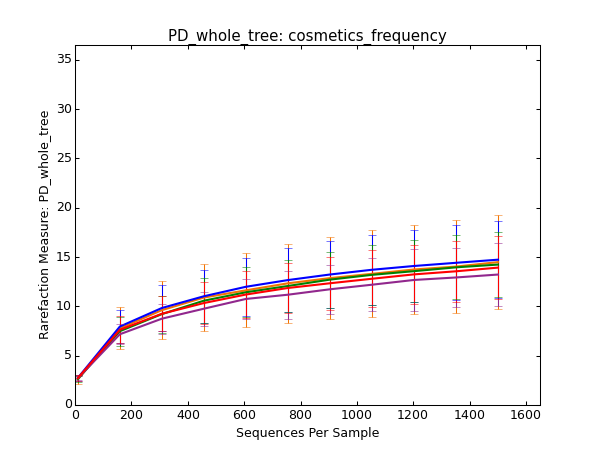 PD_whole_tree: cosmetics_frequency
Rarefaction Measure: PD_whole_tree
35
30
25
20
15
10
5
0
0 200 400 600 800 1000 1200 1400 1600
Sequences Per Sample